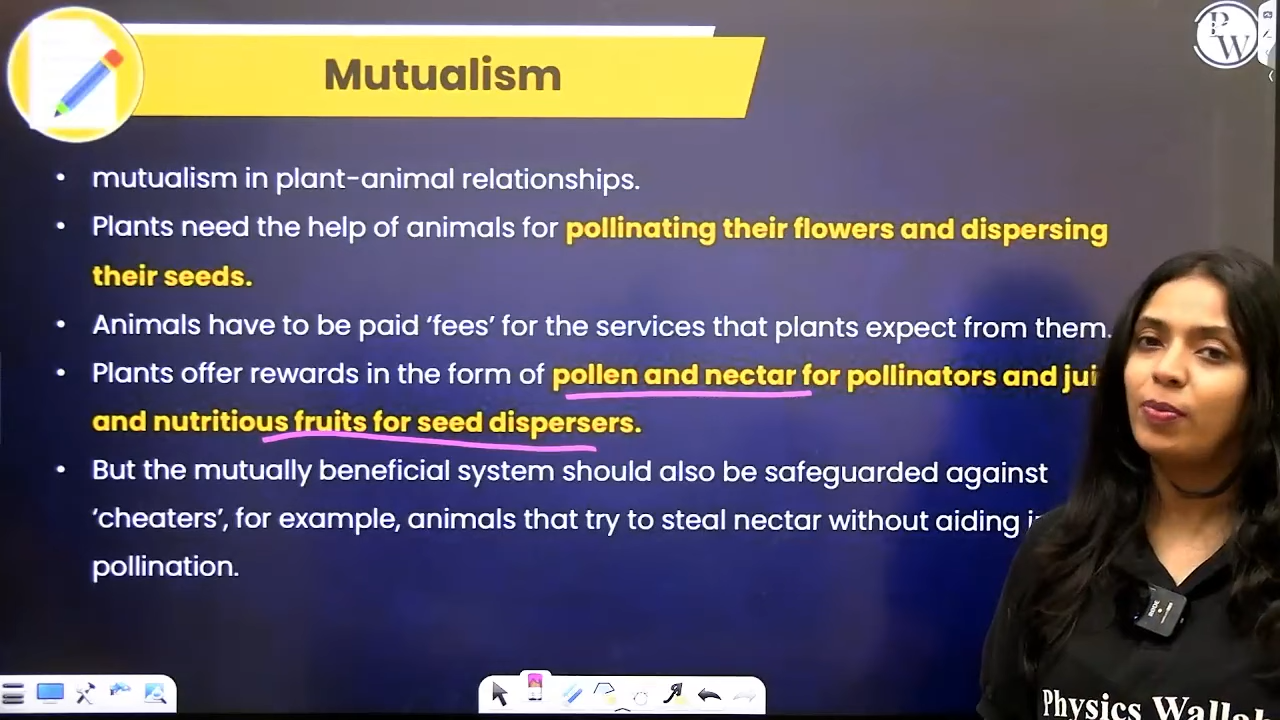 PW
Mutualism
• mutualism in plant-animal relationships.
• Plants need the help of animals for pollinating their flowers and dispersing
their seeds.
• Animals have to be paid ‘fees’ for the services that plants expect from them.
• Plants offer rewards in the form of pollen and nectar for pollinators and
and nutritious fruits for seed dispersers.
• But the mutually beneficial system should also be safeguarded against
‘cheaters’, for example, animals that try to steal nectar without aiding
pollination.
Physics